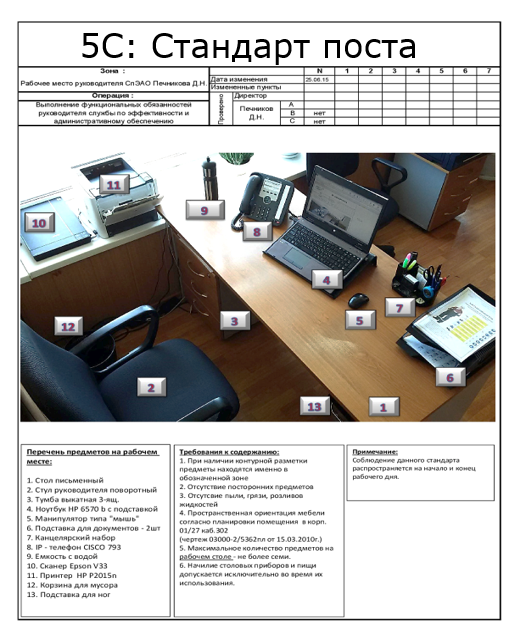 5С: Стандарт поста
Зона :
N 1 2 3 4 5 6 7
Рабочее место руководителя СпЭАО Печникова Д.Н.
Дата изменения 25.08.15
Измененные пункты
Операция :
Проверено
Директор
Выполнение функциональных обязанностей
руководителя службы по эффективности и
административному обеспечению
Печников
Д.Н.
А
В нет
С нет
11
10
9
8
4
7
5
12
3
6
2
13
1
Перечень предметов на рабочем
месте:
1. Стол письменный
2. Стул руководителя поворотный
3. Тумба выкатная 3-ящ.
4. Ноутбук HP 6570 b с подставкой
5. Манипулятор типа "мышь"
6. Подставка для документов - 2шт
7. Канцелярский набор
8. IP - телефон CISCO 793
9. Емкость с водой
10. Сканер Epson V33
11. Принтер HP P2015n
12. Корзина для мусора
13. Подставка для ног
Требования к содержанию:
1. При наличии контурной разметки
предметы находятся именно в
обозначенной зоне
2. Отсутствие посторонних предметов
3. Отсутвие пыли, грязи, розливов
жидкостей
4. Пространственная ориентация мебели
согласно планировки помещения в корп.
01/27 каб.302
(чертеж 03000-2/5362пл от 15.03.2010г.)
5. Максимальное количество предметов на
рабочем столе - не более семи.
6. Начилие столовых приборов и пищи
допускается исключительно во время их
использования.
Примечание:
Соблюдение данного стандарта
распространяется на начало и конец
рабочего дня.